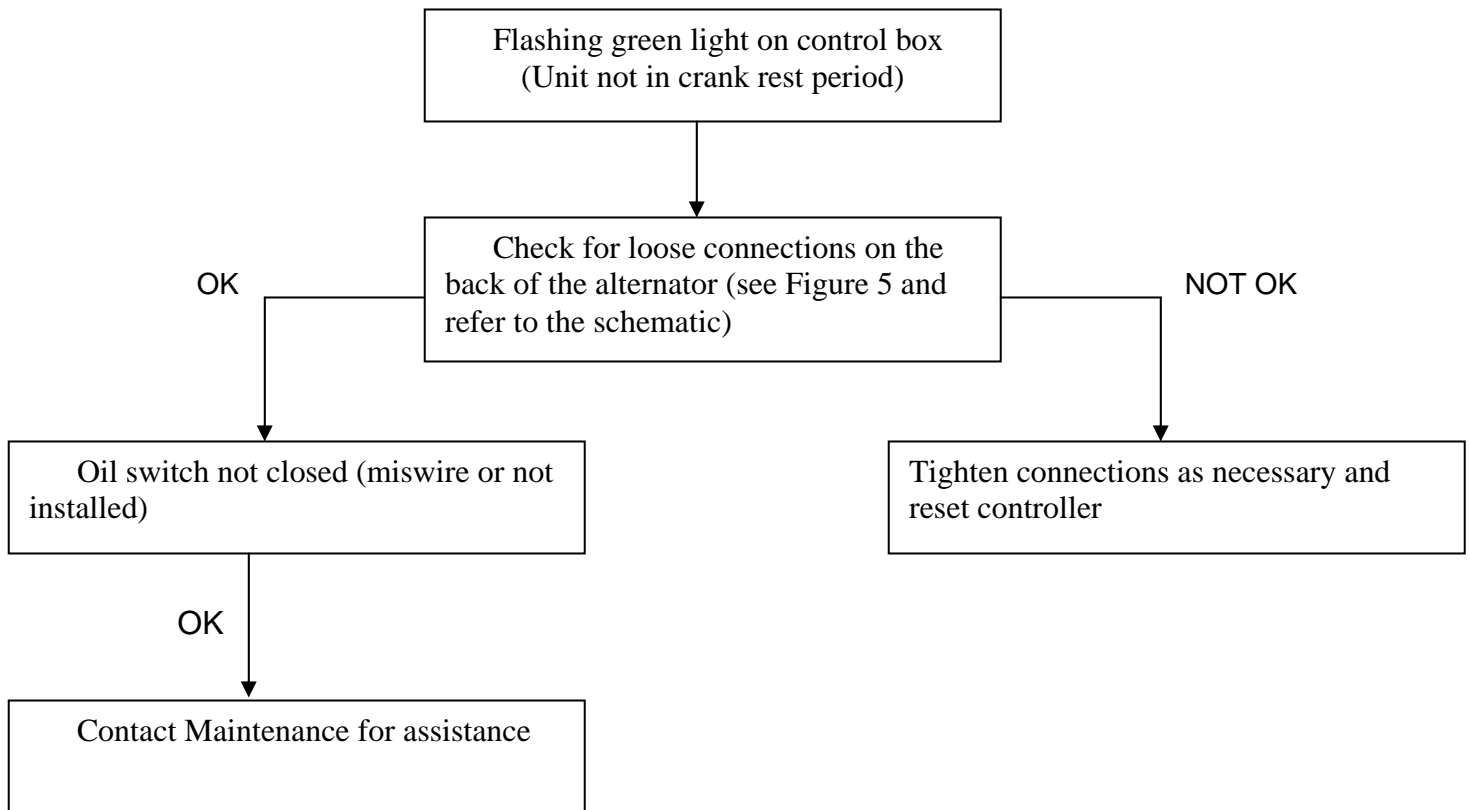 Flashing green light on control box
(Unit not in crank rest period)
Check for loose connections on the
back of the alternator (see Figure 5 and
refer to the schematic)
OK
NOT OK
Oil switch not closed (miswire or not
installed)
Tighten connections as necessary and
reset controller
OK
Contact Maintenance for assistance